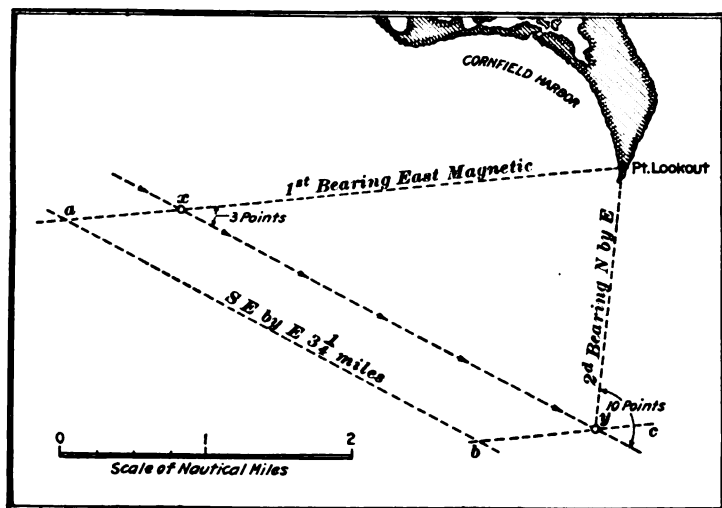 CORNFIELD HARBOR
Pt. Lookout
1st Bearing East Magnetic
x
a
3 Points
2d Bearing N by E
S E by E 3 1/4 miles
10 Points
y
c
b
0 1 2
Scale of Nautical Miles